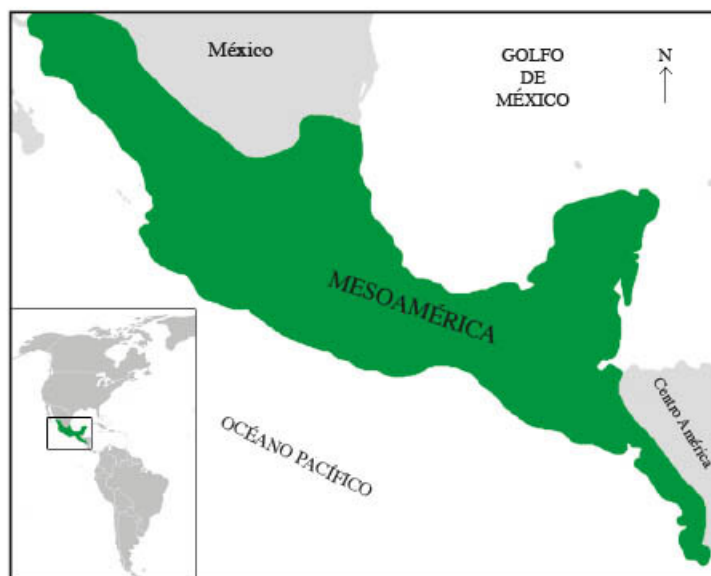 México
GOLFO
DE
MÉXICO
N
MESOAMÉRICA
Centro América
OCÉANO PACÍFICO